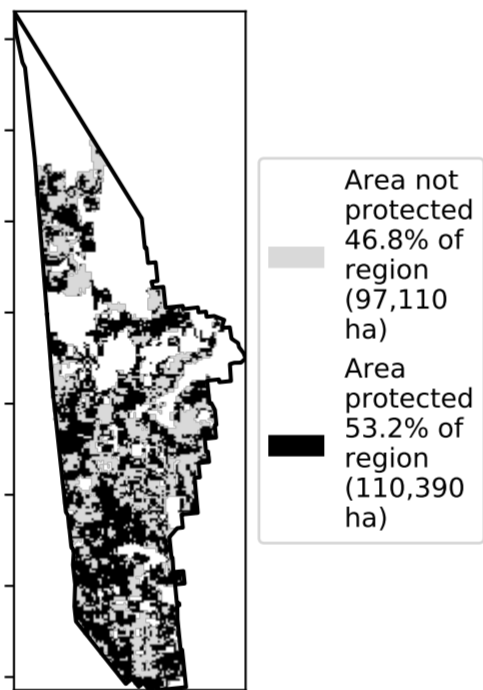 Area not
protected
46.8% of
region
(97,110
ha)
Area
protected
53.2% of
region
(110,390
ha)